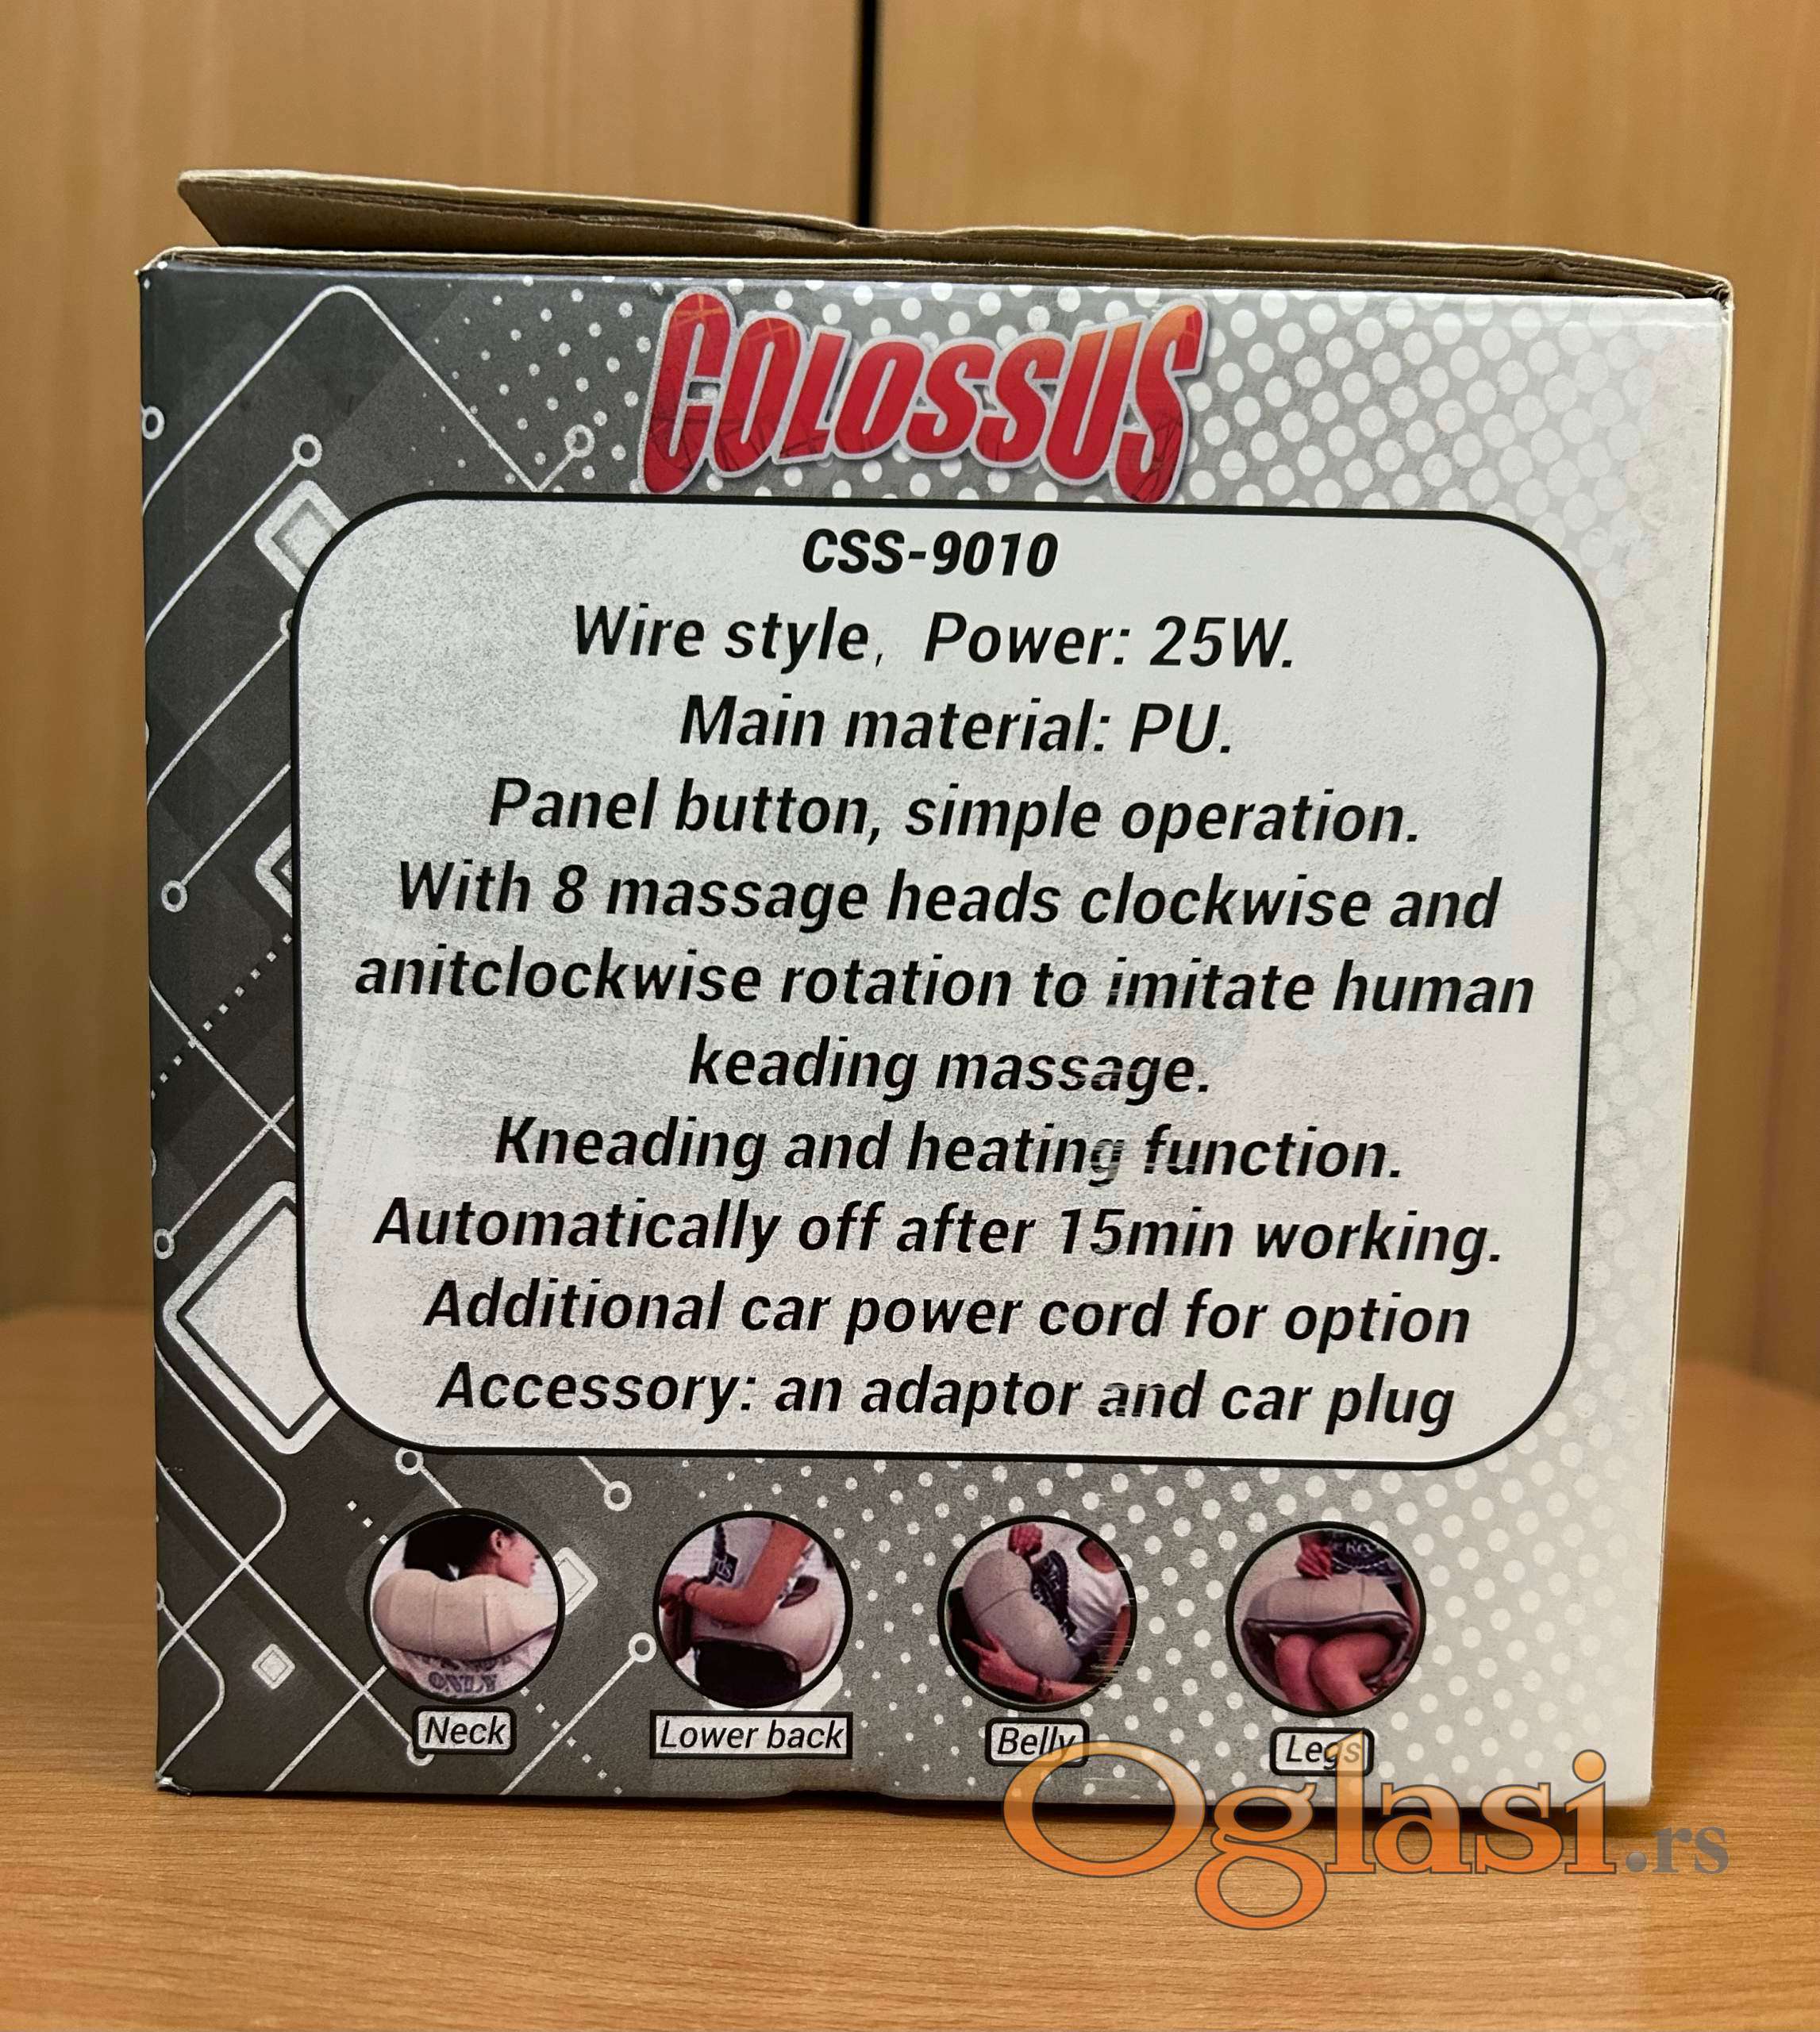 COLOSSUS
CSS-9010
Wire style, Power: 25W.
Main material: PU.
Panel button, simple operation.
With 8 massage heads clockwise and
anitclockwise rotation to imitate human
keading massage.
Kneading and heating function.
Automatically off after 15min working.
Additional car power cord for option
Accessory: an adaptor and car plug
ONLY
Neck
Lower back
Belly
Legs
Oglasi.rs